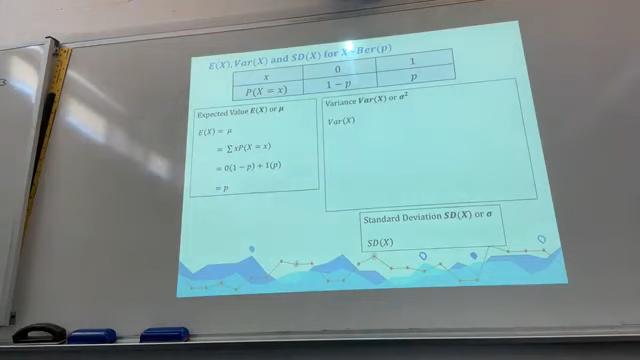 E(X), Var(X) and SD(X) for X~Ber(p)
x 0 1
P(X = x) 1 − p p
Expected Value E(X) or μ
E(X) = μ
= ∑ xP(X = x)
= 0(1 − p) + 1(p)
= p
Variance Var(X) or σ²
Var(X)
Standard Deviation SD(X) or σ
SD(X)